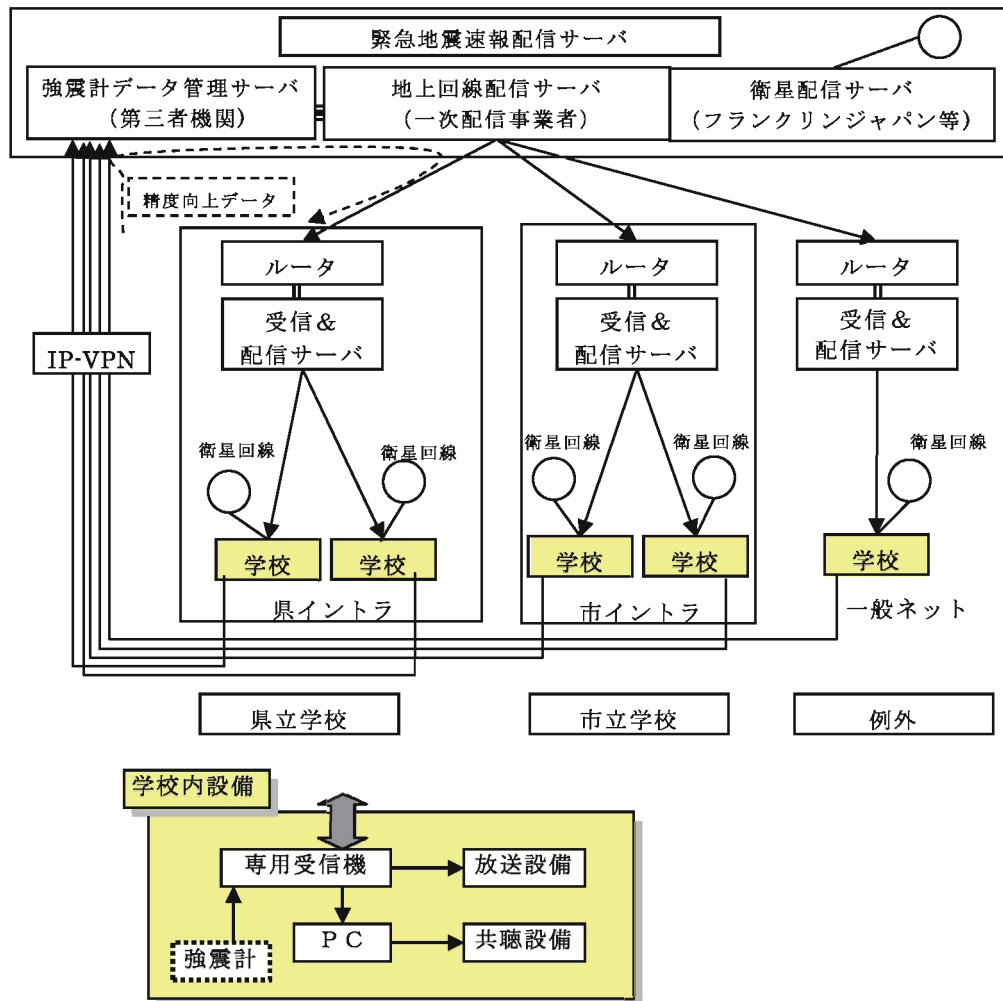 緊急地震速報配信サーバ
強震計データ管理サーバ
(第三者機関)
地上回線配信サーバ
(一次配信事業者)
衛星配信サーバ
(フランクリンジャパン等)
精度向上データ
ルータ
ルータ
ルータ
受信&
配信サーバ
受信&
配信サーバ
受信&
配信サーバ
IP-VPN
衛星回線
衛星回線
衛星回線
衛星回線
衛星回線
学校
学校
学校
学校
学校
県イントラ
市イントラ
一般ネット
県立学校
市立学校
例外
学校内設備
専用受信機
放送設備
PC
共聴設備
強震計